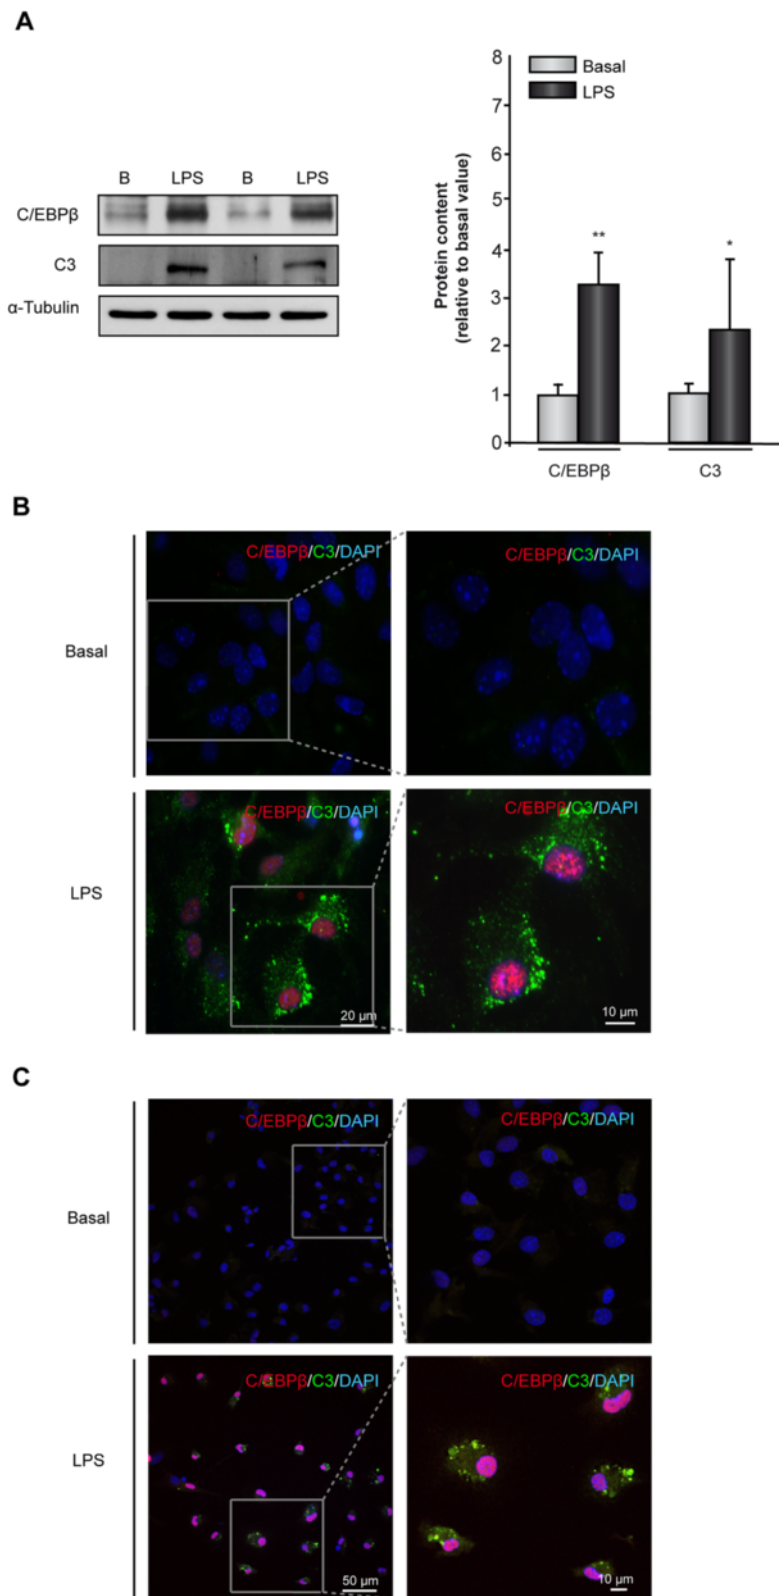 A
B LPS B LPS
C/EBPβ
C3
α-Tubulin
Protein content
(relative to basal value)
8
7
6
5
4
3
2
1
0
Basal
LPS
**
*
C/EBPβ
C3
B
Basal
C/EBPβ/C3/DAPI
C/EBPβ/C3/DAPI
LPS
C/EBPβ/C3/DAPI
20 µm
C/EBPβ/C3/DAPI
10 µm
C
Basal
C/EBPβ/C3/DAPI
C/EBPβ/C3/DAPI
LPS
C/EBPβ/C3/DAPI
50 µm
C/EBPβ/C3/DAPI
10 µm